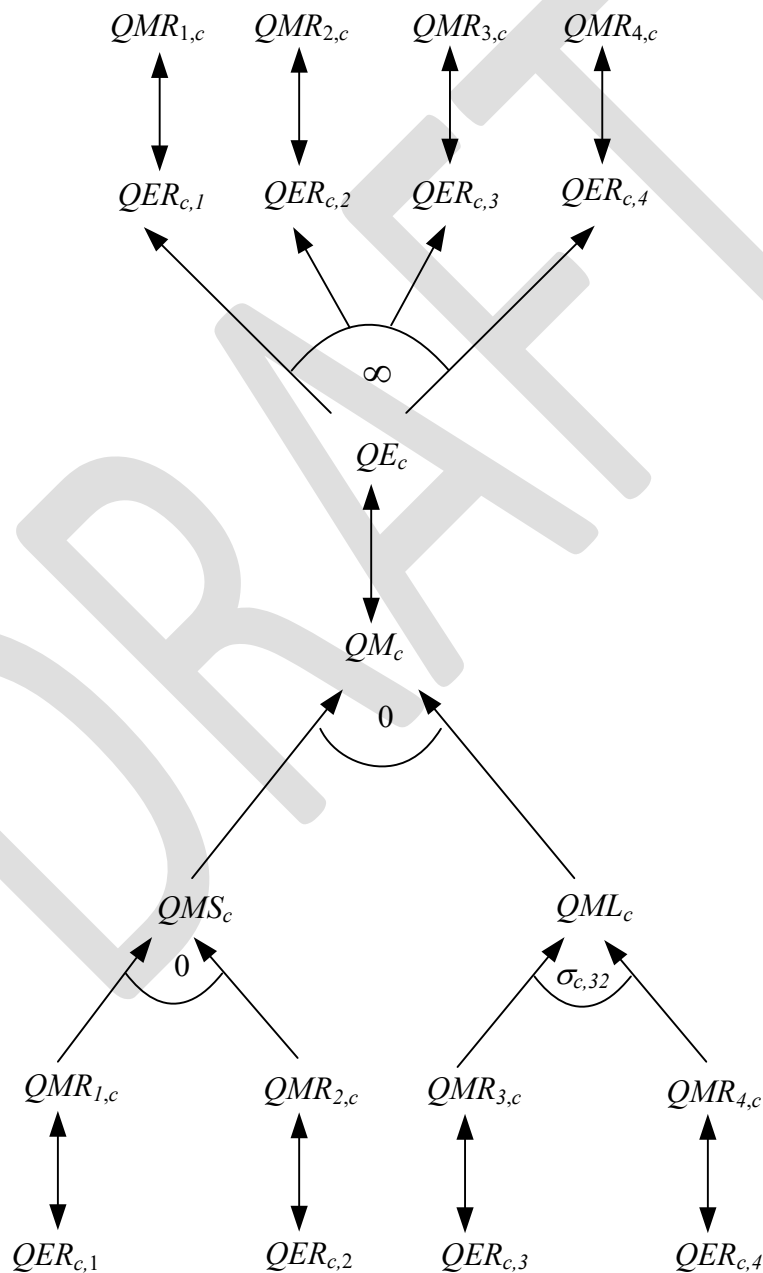 QMR1,c QMR2,c QMR3,c QMR4,c
QERc,1 QERc,2 QERc,3 QERc,4
∞
QEc
QMc
0
QMSc QMLc
0 σc,32
QMR1,c QMR2,c QMR3,c QMR4,c
QERc,1 QERc,2 QERc,3 QERc,4
DRAFT